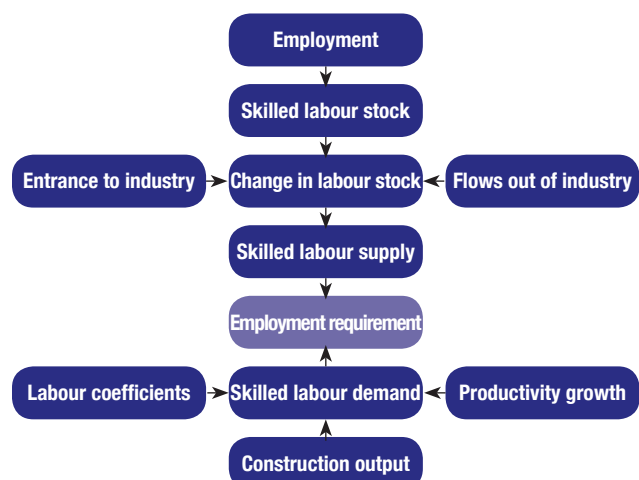 Employment
Skilled labour stock
Entrance to industry
Change in labour stock
Flows out of industry
Skilled labour supply
Employment requirement
Labour coefficients
Skilled labour demand
Productivity growth
Construction output